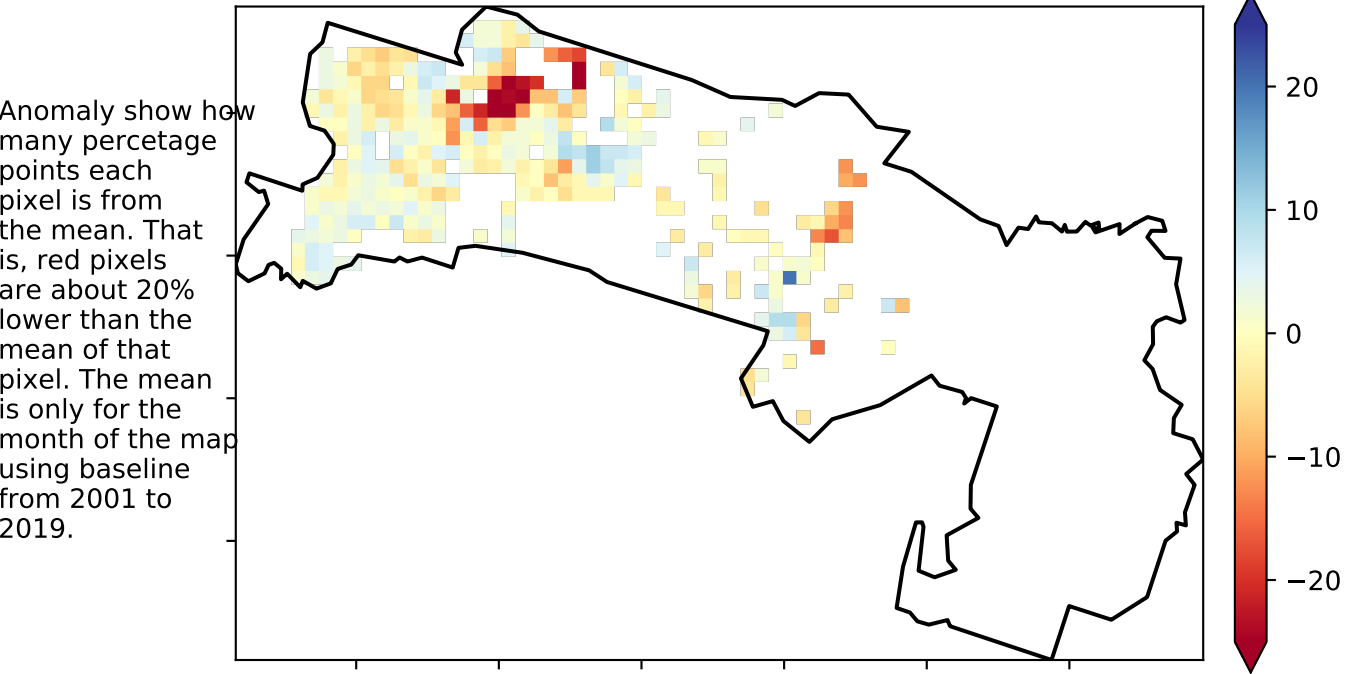 Anomaly show how
many percetage
points each
pixel is from
the mean. That
is, red pixels
are about 20%
lower than the
mean of that
pixel. The mean
is only for the
month of the map
using baseline
from 2001 to
2019.
20
10
0
−10
−20